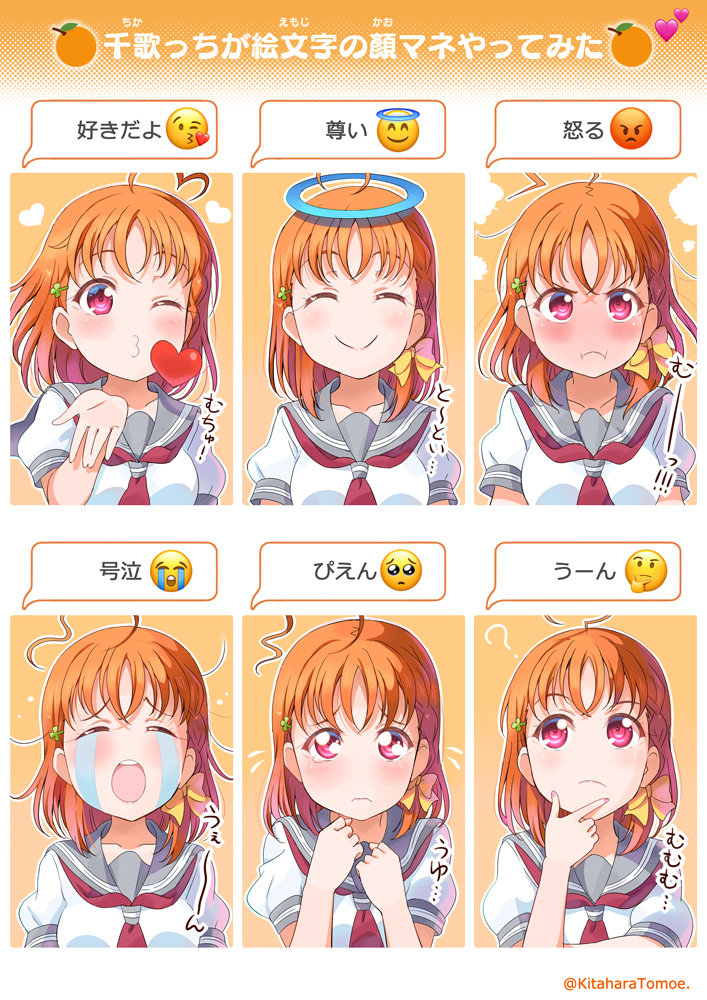 千歌っちが絵文字の顔マネやってみた
ちか
えもじ
かお
好きだよ
尊い
怒る
むちゅ!
と〜とい…
む──っ!!!
号泣
ぴえん
うーん
うぇ〜〜ん
うゆ…
むむむ…
@KitaharaTomoe.